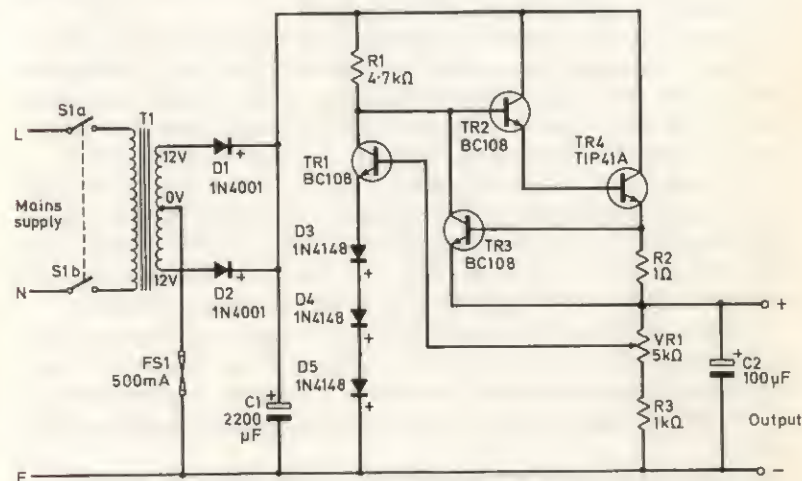 R1
4·7kΩ
S1a
T1
L
12V
D1
1N4001
0V
Mains
supply
S1b
N
12V
D2
1N4001
FS1
500mA
C1
2200
µF
E
TR1
BC108
TR2
BC108
TR4
TIP41A
TR3
BC108
D3
1N4148
D4
1N4148
D5
1N4148
R2
1Ω
VR1
5kΩ
R3
1kΩ
C2
100µF
Output
+
−